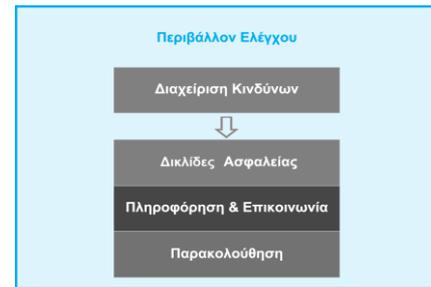 Περιβάλλον Ελέγχου
Διαχείριση Κινδύνων
Δικλίδες Ασφαλείας
Πληροφόρηση & Επικοινωνία
Παρακολούθηση